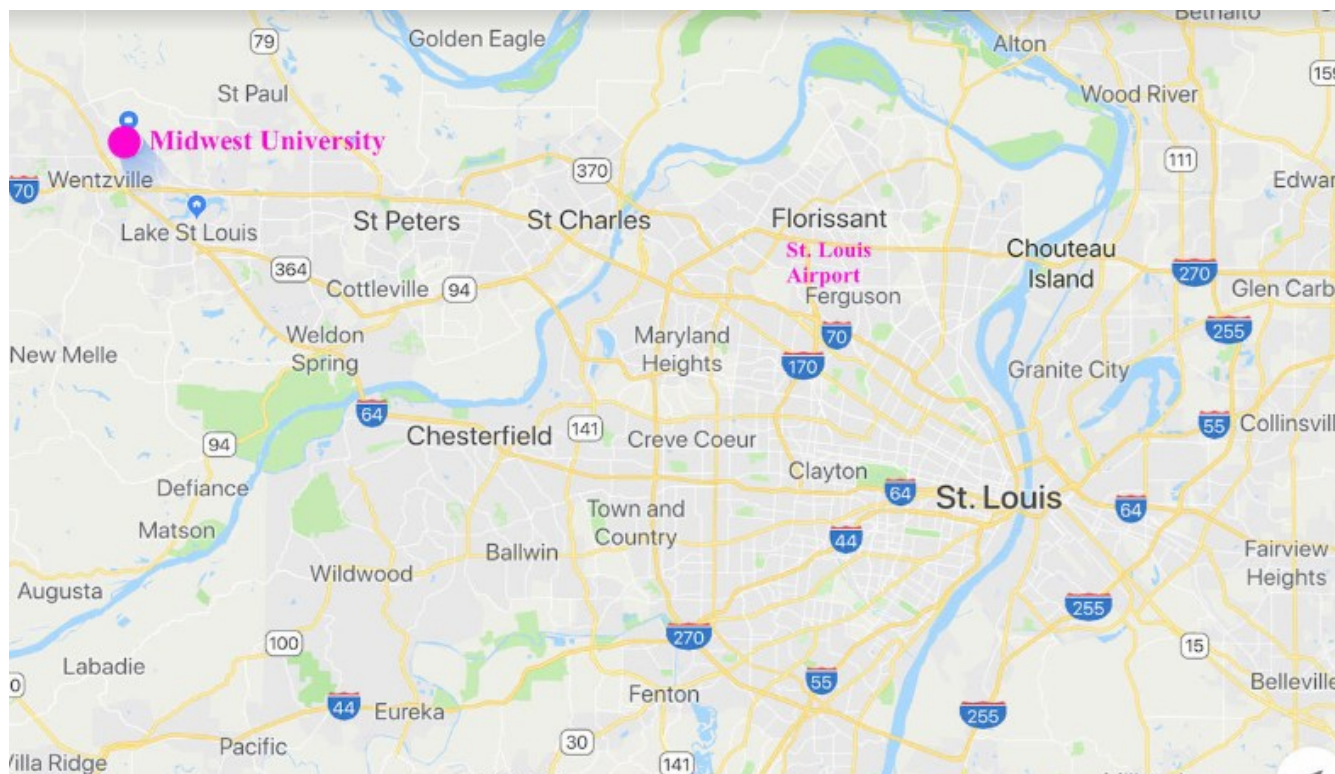 Bethalto
79
Golden Eagle
Alton
159
St Paul
Wood River
Midwest University
111
370
70
Wentzville
Edwar
St Peters
St Charles
Florissant
Lake St Louis
St. Louis
Airport
Chouteau
Island
364
270
Cottleville
94
Ferguson
Glen Carb
255
Weldon
Spring
Maryland
Heights
70
New Melle
170
Granite City
64
55
Collinsvill
94
Chesterfield
141
Creve Coeur
Clayton
Defiance
64
St. Louis
64
Town and
Country
Matson
44
Ballwin
Fairview
Heights
Wildwood
Augusta
255
270
100
15
Labadie
0
55
Belleville
Fenton
44
Eureka
255
Pacific
30
Villa Ridge
141